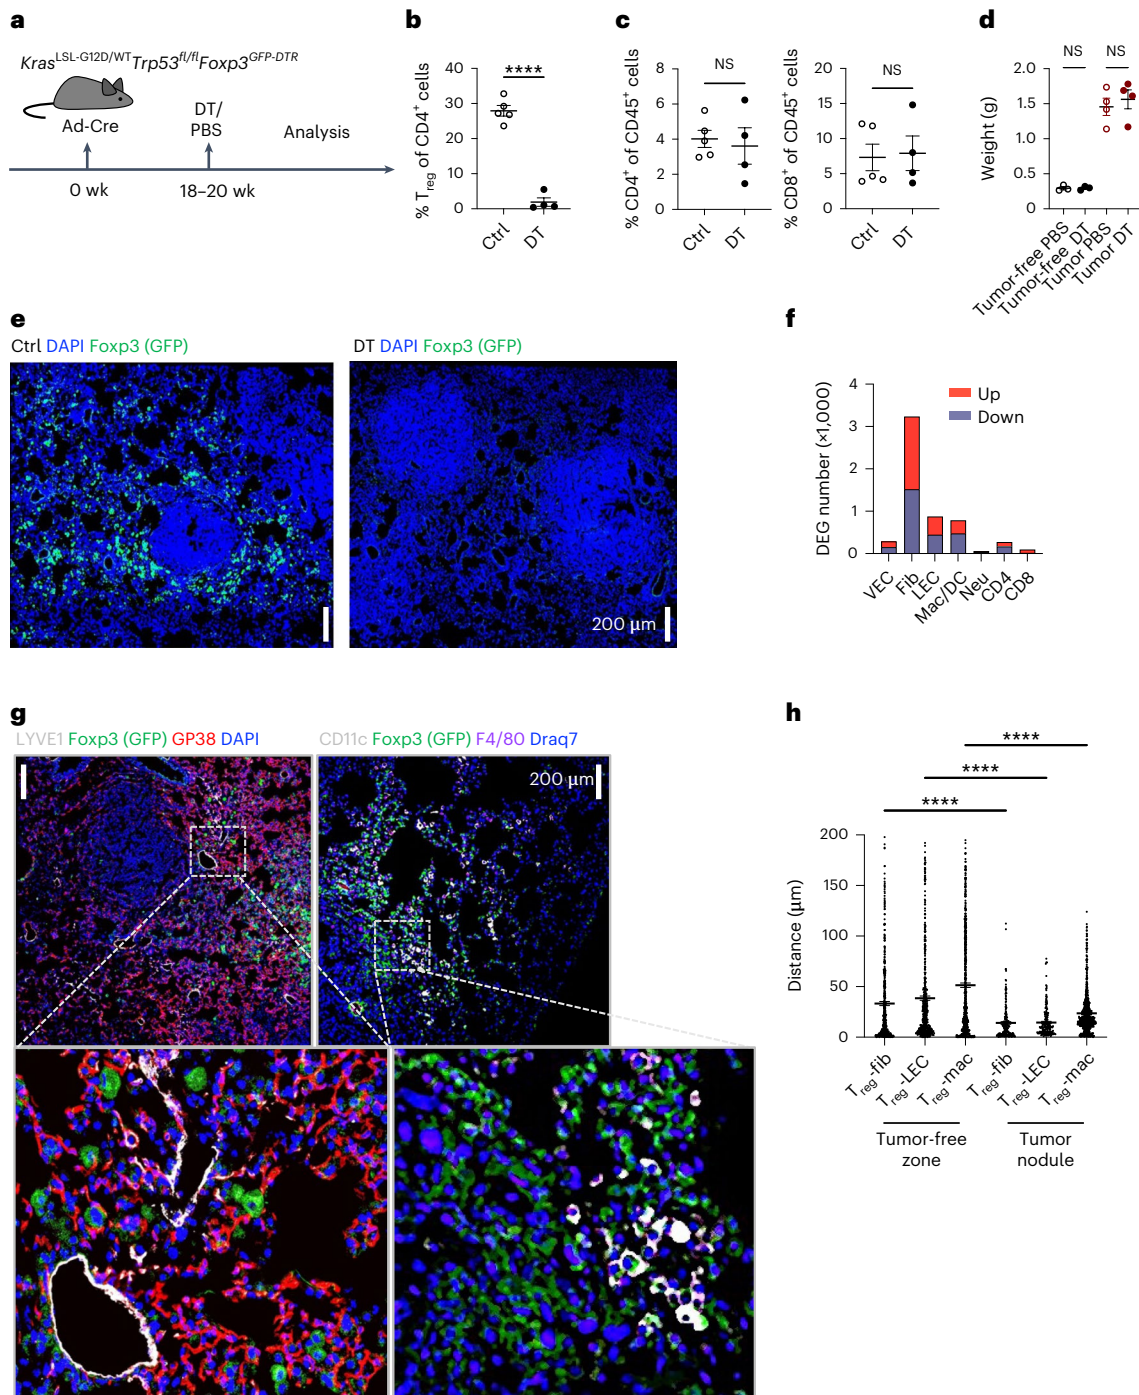 a
Kras^LSL-G12D/WT Trp53^fl/fl Foxp3^GFP-DTR
Ad-Cre
DT/
PBS
Analysis
0 wk
18–20 wk
b
% T_reg of CD4⁺ cells
40
30
20
10
0
****
Ctrl
DT
c
% CD4⁺ of CD45⁺ cells
8
6
4
2
0
NS
Ctrl
DT
% CD8⁺ of CD45⁺ cells
20
15
10
5
0
NS
Ctrl
DT
d
Weight (g)
2.0
1.5
1.0
0.5
0
NS
NS
Tumor-free PBS
Tumor-free DT
Tumor PBS
Tumor DT
e
Ctrl DAPI Foxp3 (GFP)
DT DAPI Foxp3 (GFP)
200 μm
f
DEG number (×1,000)
4
3
2
1
0
Up
Down
VEC
Fib
LEC
Mac/DC
Neu
CD4
CD8
g
LYVE1 Foxp3 (GFP) GP38 DAPI
CD11c Foxp3 (GFP) F4/80 Draq7
200 μm
h
****
****
****
Distance (μm)
200
150
100
50
0
T_reg-fib
T_reg-LEC
T_reg-mac
T_reg-fib
T_reg-LEC
T_reg-mac
Tumor-free
zone
Tumor
nodule